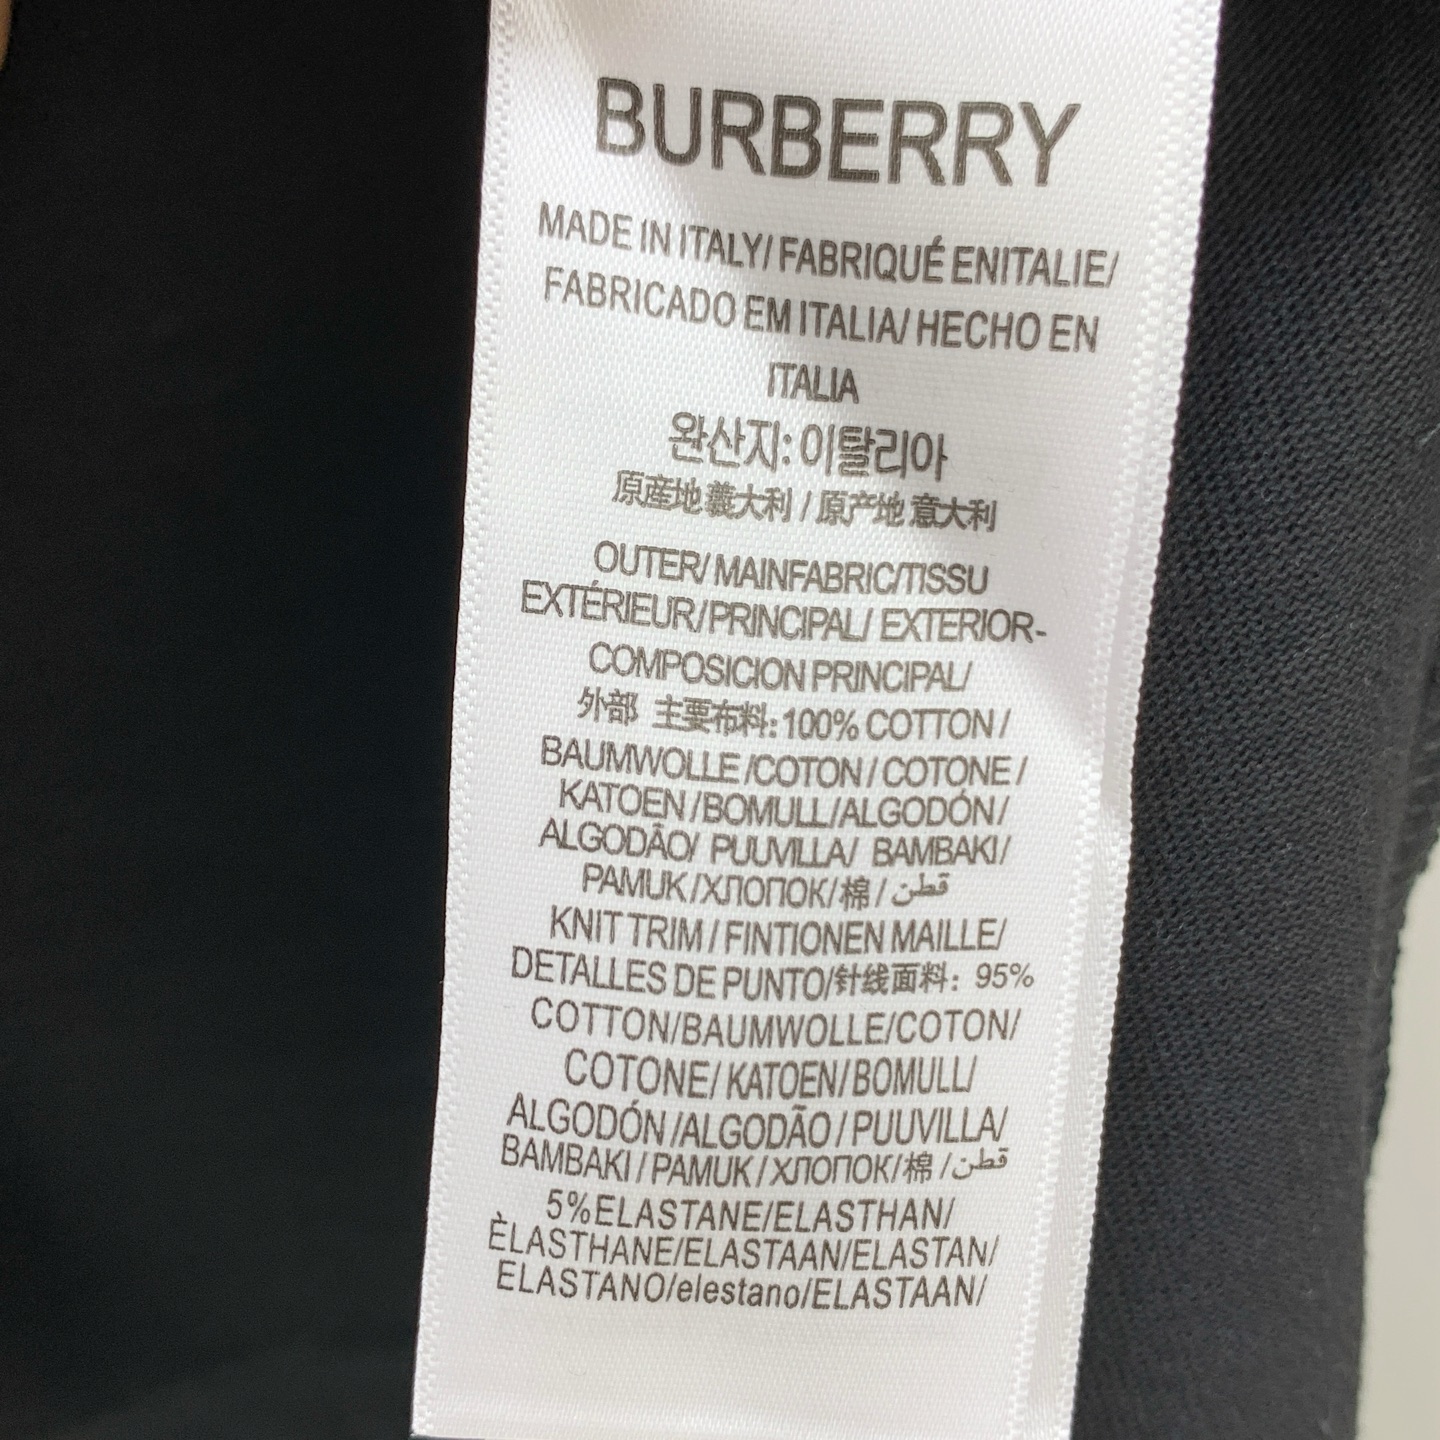 BURBERRY
MADE IN ITALY/ FABRIQUÉ ENITALIE/
FABRICADO EM ITALIA/ HECHO EN
ITALIA
완산지: 이탈리아
原産地 義大利 / 原产地 意大利
OUTER/ MAINFABRIC/TISSU
EXTÉRIEUR/PRINCIPAL/ EXTERIOR-
COMPOSICION PRINCIPAL/
外部 主要布料: 100% COTTON /
BAUMWOLLE /COTON / COTONE /
KATOEN /BOMULL/ALGODÓN/
ALGODÃO/ PUUVILLA/ BAMBAKI/
PAMUK /ХЛОПОК/棉 / قطن
KNIT TRIM / FINTIONEN MAILLE/
DETALLES DE PUNTO/针线面料: 95%
COTTON/BAUMWOLLE/COTON/
COTONE/ KATOEN/ BOMULL/
ALGODÓN /ALGODÃO / PUUVILLA/
BAMBAKI / PAMUK / ХЛОПОК/棉 / قطن
5%ELASTANE/ELASTHAN/
ÈLASTHANE/ELASTAAN/ELASTAN/
ELASTANO/elestano/ELASTAAN/